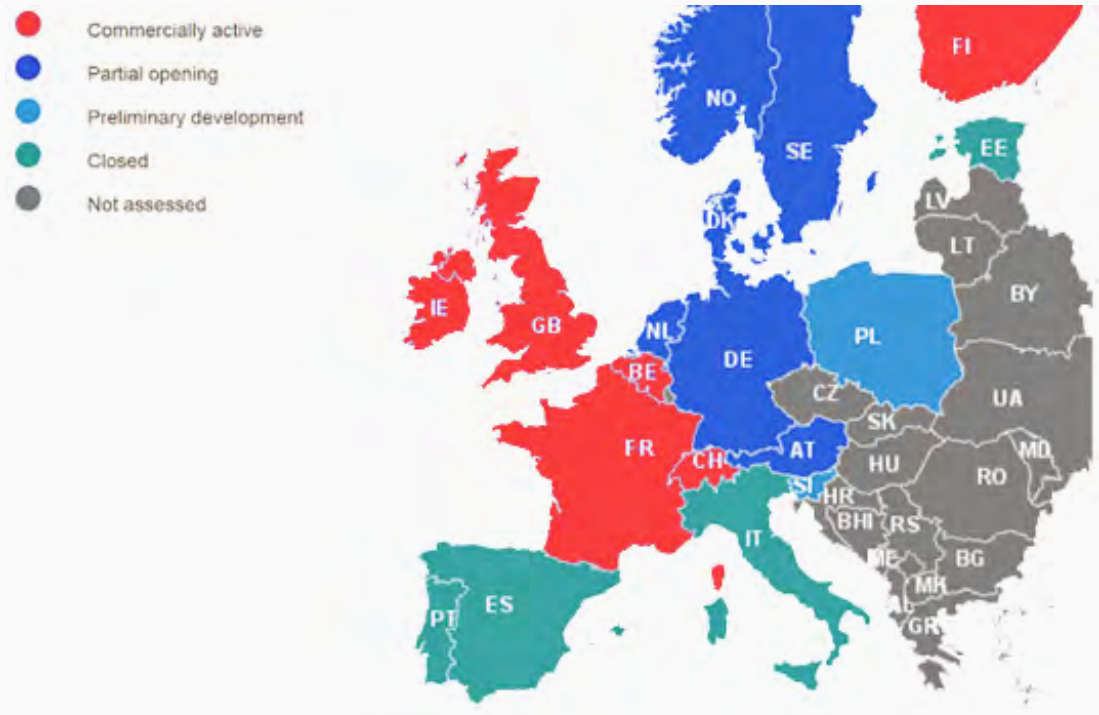 Commercially active
Partial opening
Preliminary development
Closed
Not assessed
FI
NO
SE
EE
DK
LV
LT
IE
GB
NL
BY
PL
DE
BE
CZ
UA
SK
FR
CH
AT
HU
MD
RO
SI
HR
BHI
RS
IT
ME
BG
MK
AL
GR
PT
ES